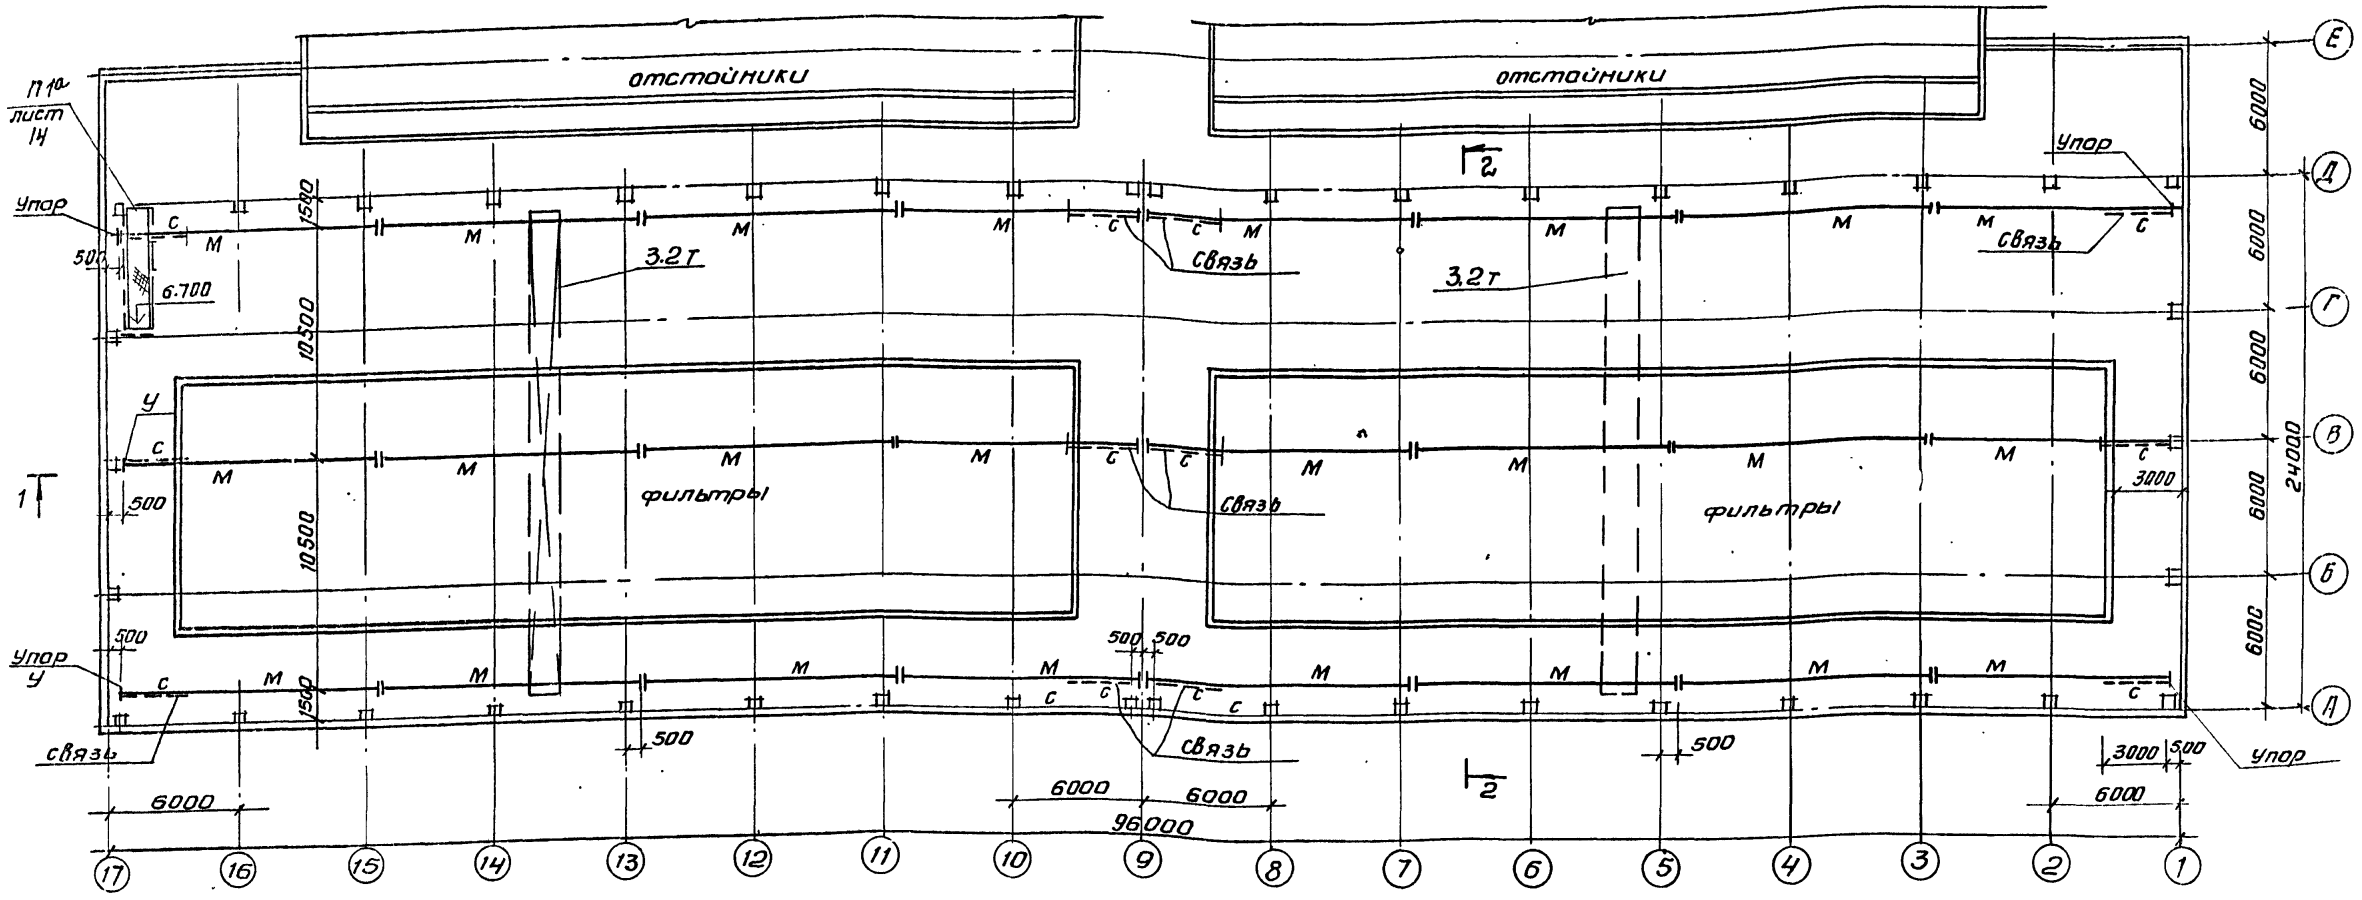 отстойники
отстойники
Е
П1а
лист
14
6000
2
Упор
Д
Упор
С
М
1500
М
М
М
С
С
М
М
М
М
С
связь
связь
500
3.2т
3.2т
6.700
6000
10500
Г
6000
У
С
М
М
М
М
С
С
М
М
М
М
С
В
24000
1
500
фильтры
связь
фильтры
3000
10500
6000
Б
500
500
500
6000
Упор
У
С
М
М
М
М
С
С
С
С
М
М
М
М
С
1500
А
связь
500
связь
500
3000
500
Упор
2
6000
6000
6000
6000
96000
17
16
15
14
13
12
11
10
9
8
7
6
5
4
3
2
1